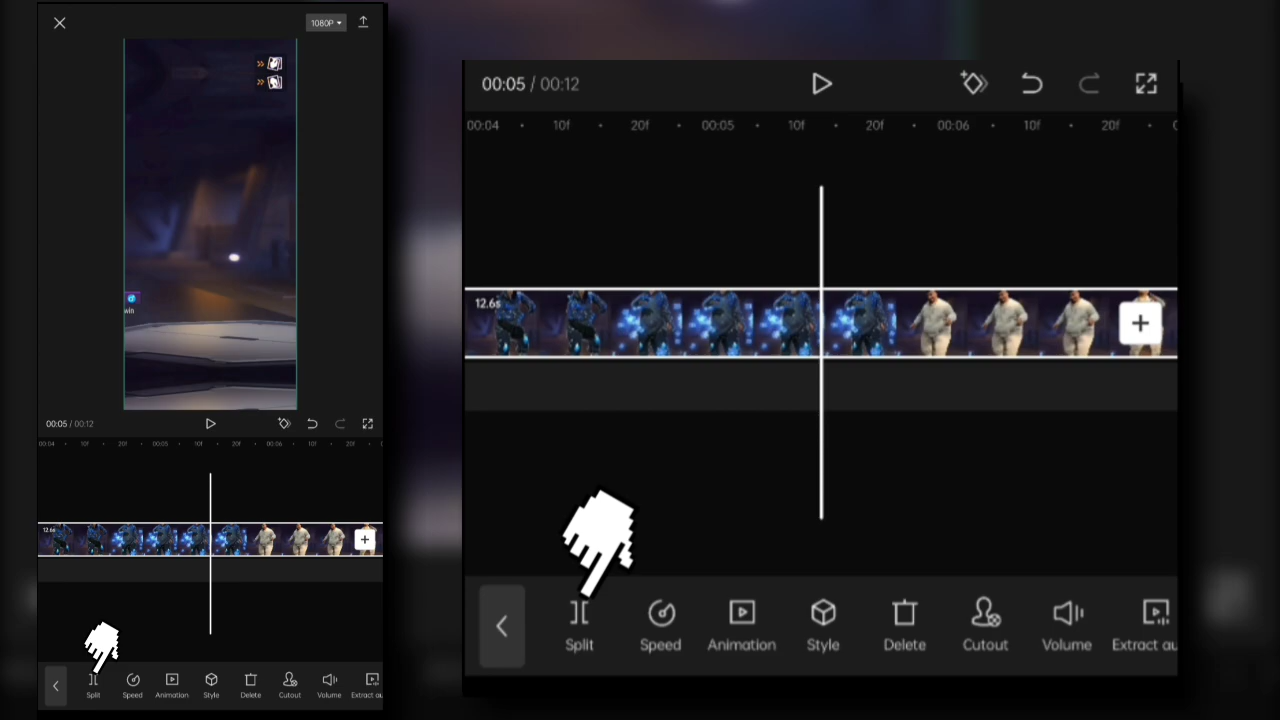 1080P
win
00:05 / 00:12
00:04 10f 20f 00:05 10f 20f 00:06 10f 20f
12.6s
Split Speed Animation Style Delete Cutout Volume Extract au
00:05 / 00:12
00:04 10f 20f 00:05 10f 20f 00:06 10f 20f
12.6s
Split Speed Animation Style Delete Cutout Volume Extract au